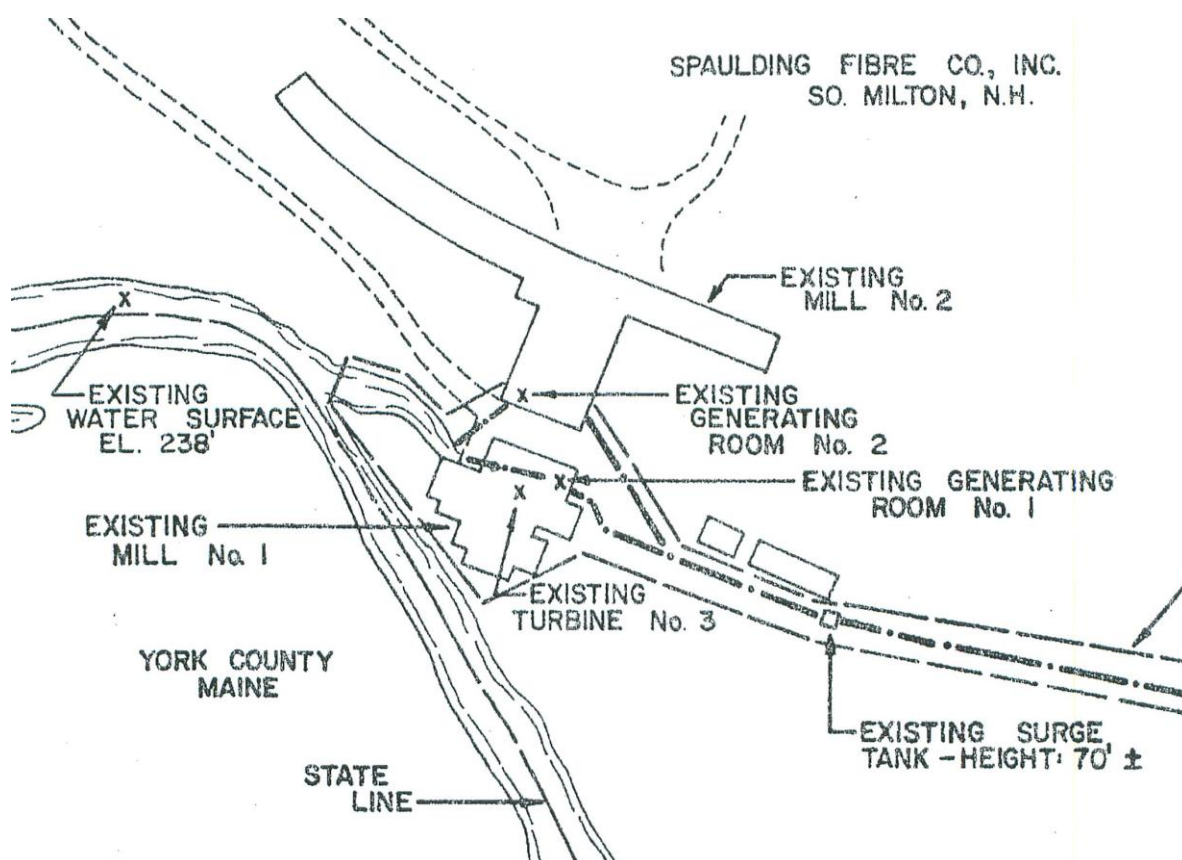 SPAULDING FIBRE CO., INC.
SO. MILTON, N.H.
EXISTING
MILL No. 2
x
EXISTING
WATER SURFACE
EL. 238'
x
EXISTING
GENERATING
ROOM No. 2
x
x
EXISTING GENERATING
ROOM No. 1
EXISTING
MILL No. 1
EXISTING
TURBINE No. 3
YORK COUNTY
MAINE
EXISTING SURGE
TANK - HEIGHT: 70' ±
STATE
LINE